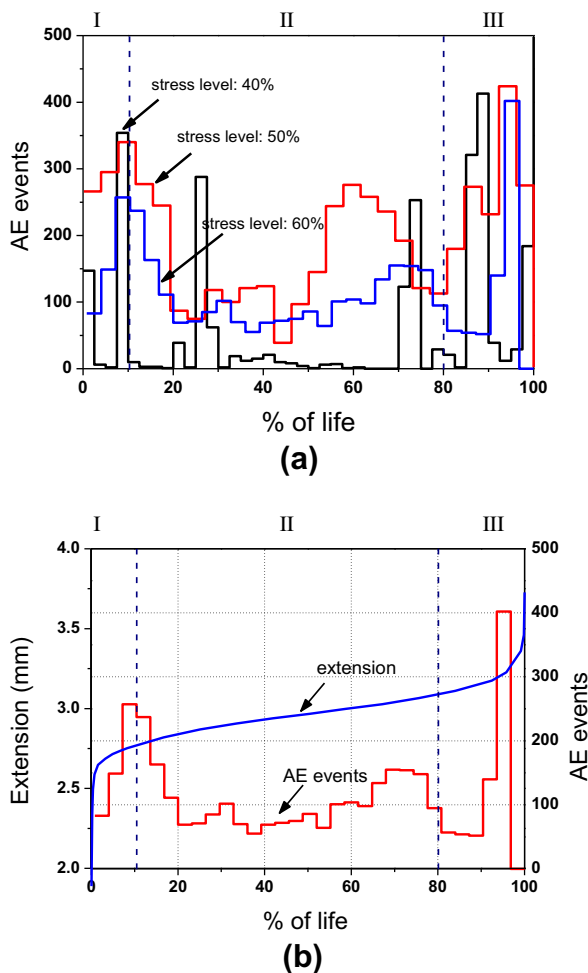 I II III
500
400
300
200
100
0
AE events
stress level: 40%
stress level: 50%
stress level: 60%
0 20 40 60 80 100
% of life
(a)
I II III
4.0
3.5
3.0
2.5
2.0
Extension (mm)
extension
AE events
500
400
300
200
100
0
AE events
0 20 40 60 80 100
% of life
(b)